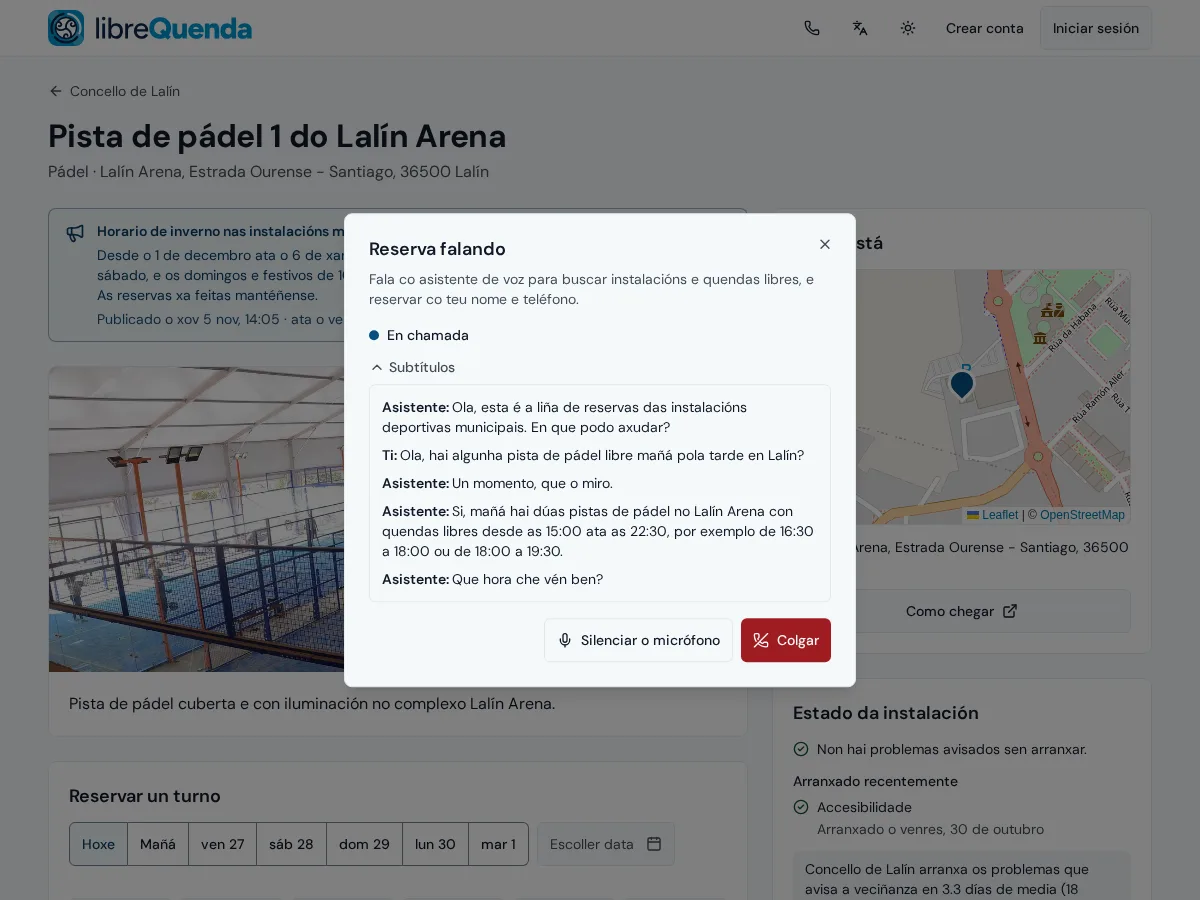 libreQuenda
Crear conta
Iniciar sesión
Concello de Lalín
Pista de pádel 1 do Lalín Arena
Pádel · Lalín Arena, Estrada Ourense - Santiago, 36500 Lalín
Horario de inverno nas instalacións
Desde o 1 de decembro ata o 6 de
sábado, e os domingos e festivos de
As reservas xa feitas mantéñense.
Publicado o xov 5 nov, 14:05 · ata o
Reserva falando
Fala co asistente de voz para buscar instalacións e quendas libres, e
reservar co teu nome e teléfono.
En chamada
Subtítulos
Asistente: Ola, esta é a liña de reservas das instalacións
deportivas municipais. En que podo axudar?
Ti: Ola, hai algunha pista de pádel libre mañá pola tarde en Lalín?
Asistente: Un momento, que o miro.
Asistente: Si, mañá hai dúas pistas de pádel no Lalín Arena con
quendas libres desde as 15:00 ata as 22:30, por exemplo de 16:30
a 18:00 ou de 18:00 a 19:30.
Asistente: Que hora che vén ben?
Silenciar o micrófono
Colgar
Pista de pádel cuberta e con iluminación no complexo Lalín Arena.
Reservar un turno
Hoxe
Mañá
ven 27
sáb 28
dom 29
lun 30
mar 1
Escoller data
Rúa da Habana
Rúa Ramón Aller
Leaflet | © OpenStreetMap
Estrada Ourense - Santiago, 36500
Como chegar
Estado da instalación
Non hai problemas avisados sen arranxar.
Arranxado recentemente
Accesibilidade
Arranxado o venres, 30 de outubro
Concello de Lalín arranxa os problemas que
avisa a veciñanza en 3.3 días de media (18